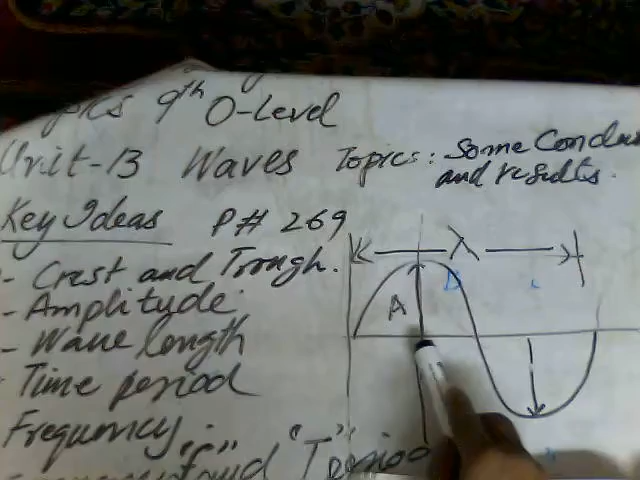 9th O-Level
Unit-13 Waves Topics: Some
and results.
Key Ideas P# 269
- Crest and Trough.
- Amplitude
- Wave length
Time period
Frequency
"T"
λ
A